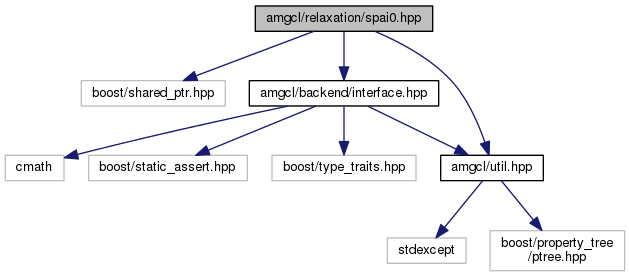 amgcl/relaxation/spai0.hpp
boost/shared_ptr.hpp
amgcl/backend/interface.hpp
cmath
boost/static_assert.hpp
boost/type_traits.hpp
amgcl/util.hpp
stdexcept
boost/property_tree
/ptree.hpp